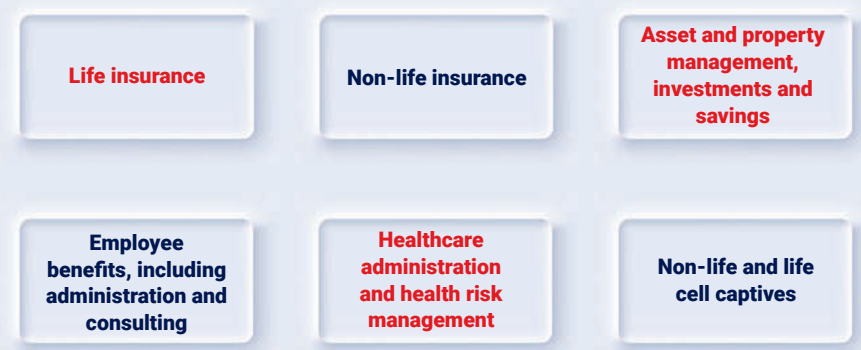 Life insurance
Non-life insurance
Asset and property
management,
investments and
savings
Employee
benefits, including
administration and
consulting
Healthcare
administration
and health risk
management
Non-life and life
cell captives